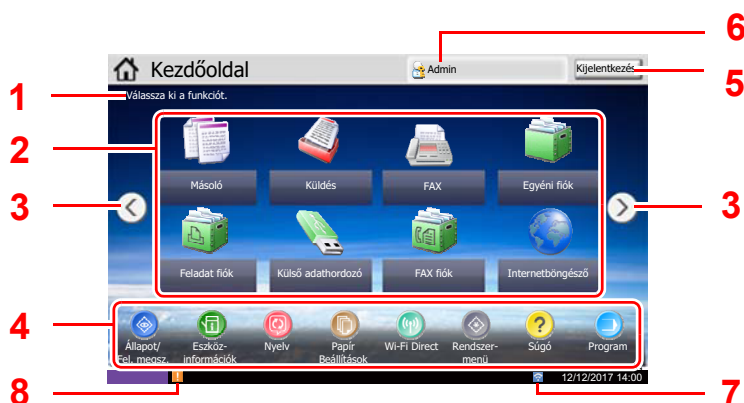 6
Kezdőoldal
Admin
Kijelentkezés
5
1
Válassza ki a funkciót.
2
Másoló
Küldés
FAX
Egyéni fiók
3
3
Feladat fiók
Külső adathordozó
FAX fiók
Internetböngésző
4
Állapot/
Fel. megsz.
Eszköz-
információk
Nyelv
Papír
Beállítások
Wi-Fi Direct
Rendszer-
menü
Súgó
Program
12/12/2017 14:00
8
7